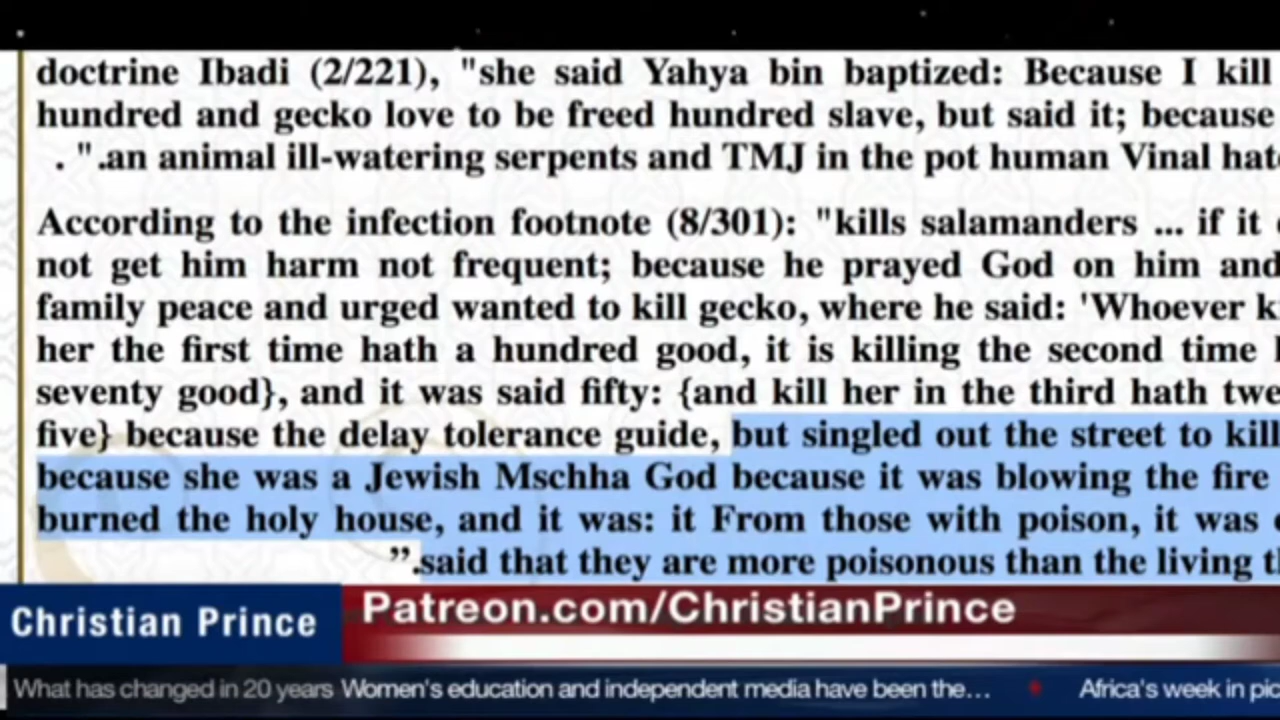 doctrine Ibadi (2/221), "she said Yahya bin baptized: Because I kill
hundred and gecko love to be freed hundred slave, but said it; because
. ".an animal ill-watering serpents and TMJ in the pot human Vinal
According to the infection footnote (8/301): "kills salamanders ... if it
not get him harm not frequent; because he prayed God on him and
family peace and urged wanted to kill gecko, where he said: 'Whoever
her the first time hath a hundred good, it is killing the second time
seventy good}, and it was said fifty: {and kill her in the third hath
five} because the delay tolerance guide, but singled out the street to kill
because she was a Jewish Mschha God because it was blowing the fire
burned the holy house, and it was: it From those with poison, it was
”.said that they are more poisonous than the living
Christian Prince
Patreon.com/ChristianPrince
What has changed in 20 years Women's education and independent media have been the... Africa's week in